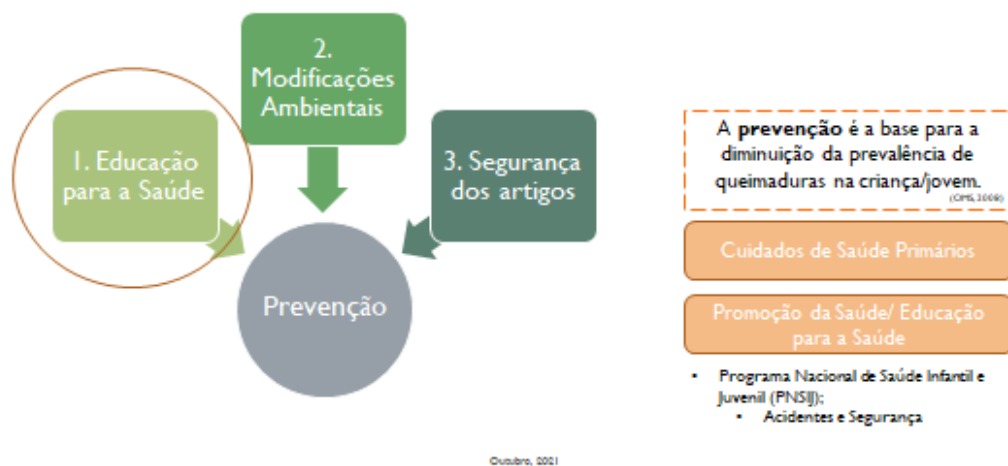 2.
Modificações
Ambientais
1. Educação
para a Saúde
3. Segurança
dos artigos
Prevenção
A prevenção é a base para a
diminuição da prevalência de
queimaduras na criança/jovem.
(OMS, 2008)
Cuidados de Saúde Primários
Promoção da Saúde/ Educação
para a Saúde
• Programa Nacional de Saúde Infantil e
Juvenil (PNSIJ);
• Acidentes e Segurança
Outubro, 2021